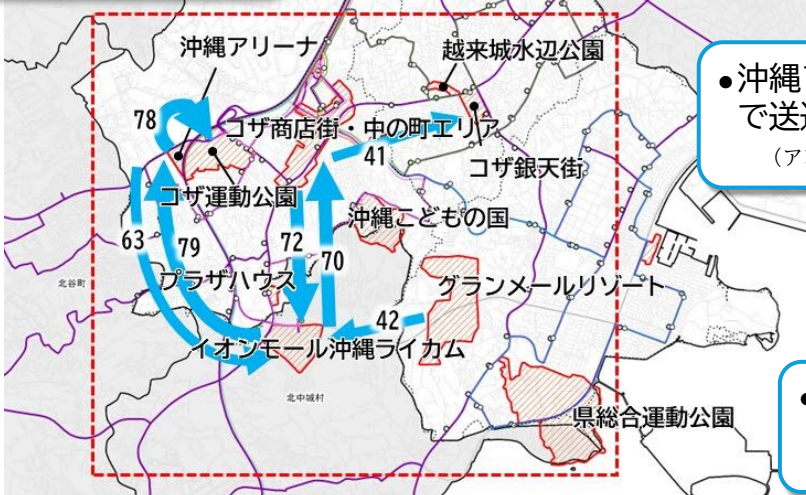 沖縄アリーナ
越来城水辺公園
78
コザ商店街・中の町エリア
41
コザ銀天街
コザ運動公園
沖縄こどもの国
63
79
72
70
プラザハウス
グランメールリゾート
北谷町
42
イオンモール沖縄ライカム
北中城村
県総合運動公園
●沖縄
で送
（ア
●